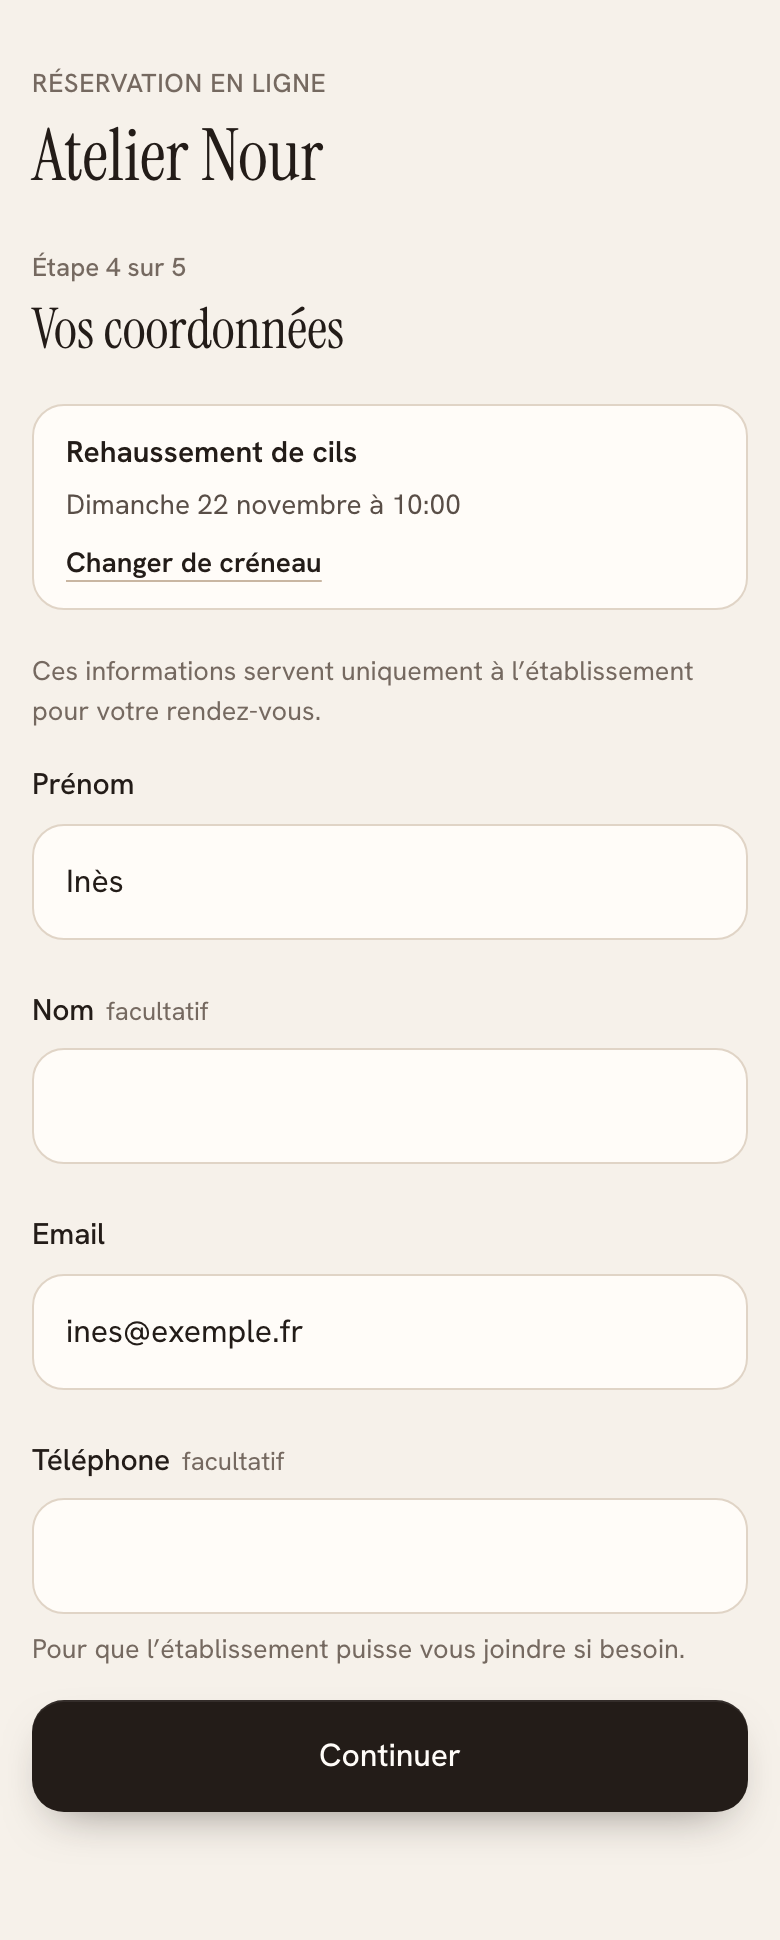 RÉSERVATION EN LIGNE
Atelier Nour
Étape 4 sur 5
Vos coordonnées
Rehaussement de cils
Dimanche 22 novembre à 10:00
Changer de créneau
Ces informations servent uniquement à l’établissement
pour votre rendez-vous.
Prénom
Inès
Nom facultatif
Email
ines@exemple.fr
Téléphone facultatif
Pour que l’établissement puisse vous joindre si besoin.
Continuer